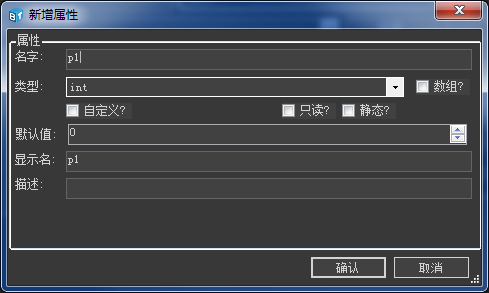 新增属性
属性
名字: p1
类型: int 数组?
自定义? 只读? 静态?
默认值: 0
显示名: p1
描述:
确认 取消